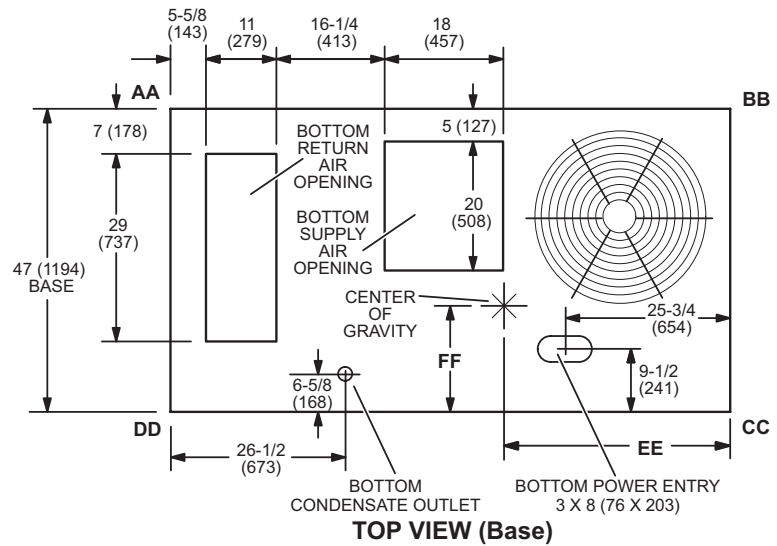 5-5/8
(143)
11
(279)
16-1/4
(413)
18
(457)
AA
BB
7 (178)
BOTTOM
RETURN
AIR
OPENING
5 (127)
29
(737)
BOTTOM
SUPPLY
AIR
OPENING
20
(508)
47 (1194)
BASE
CENTER
OF
GRAVITY
25-3/4
(654)
FF
9-1/2
(241)
6-5/8
(168)
DD
CC
26-1/2
(673)
EE
BOTTOM
CONDENSATE OUTLET
BOTTOM POWER ENTRY
3 X 8 (76 X 203)
TOP VIEW (Base)